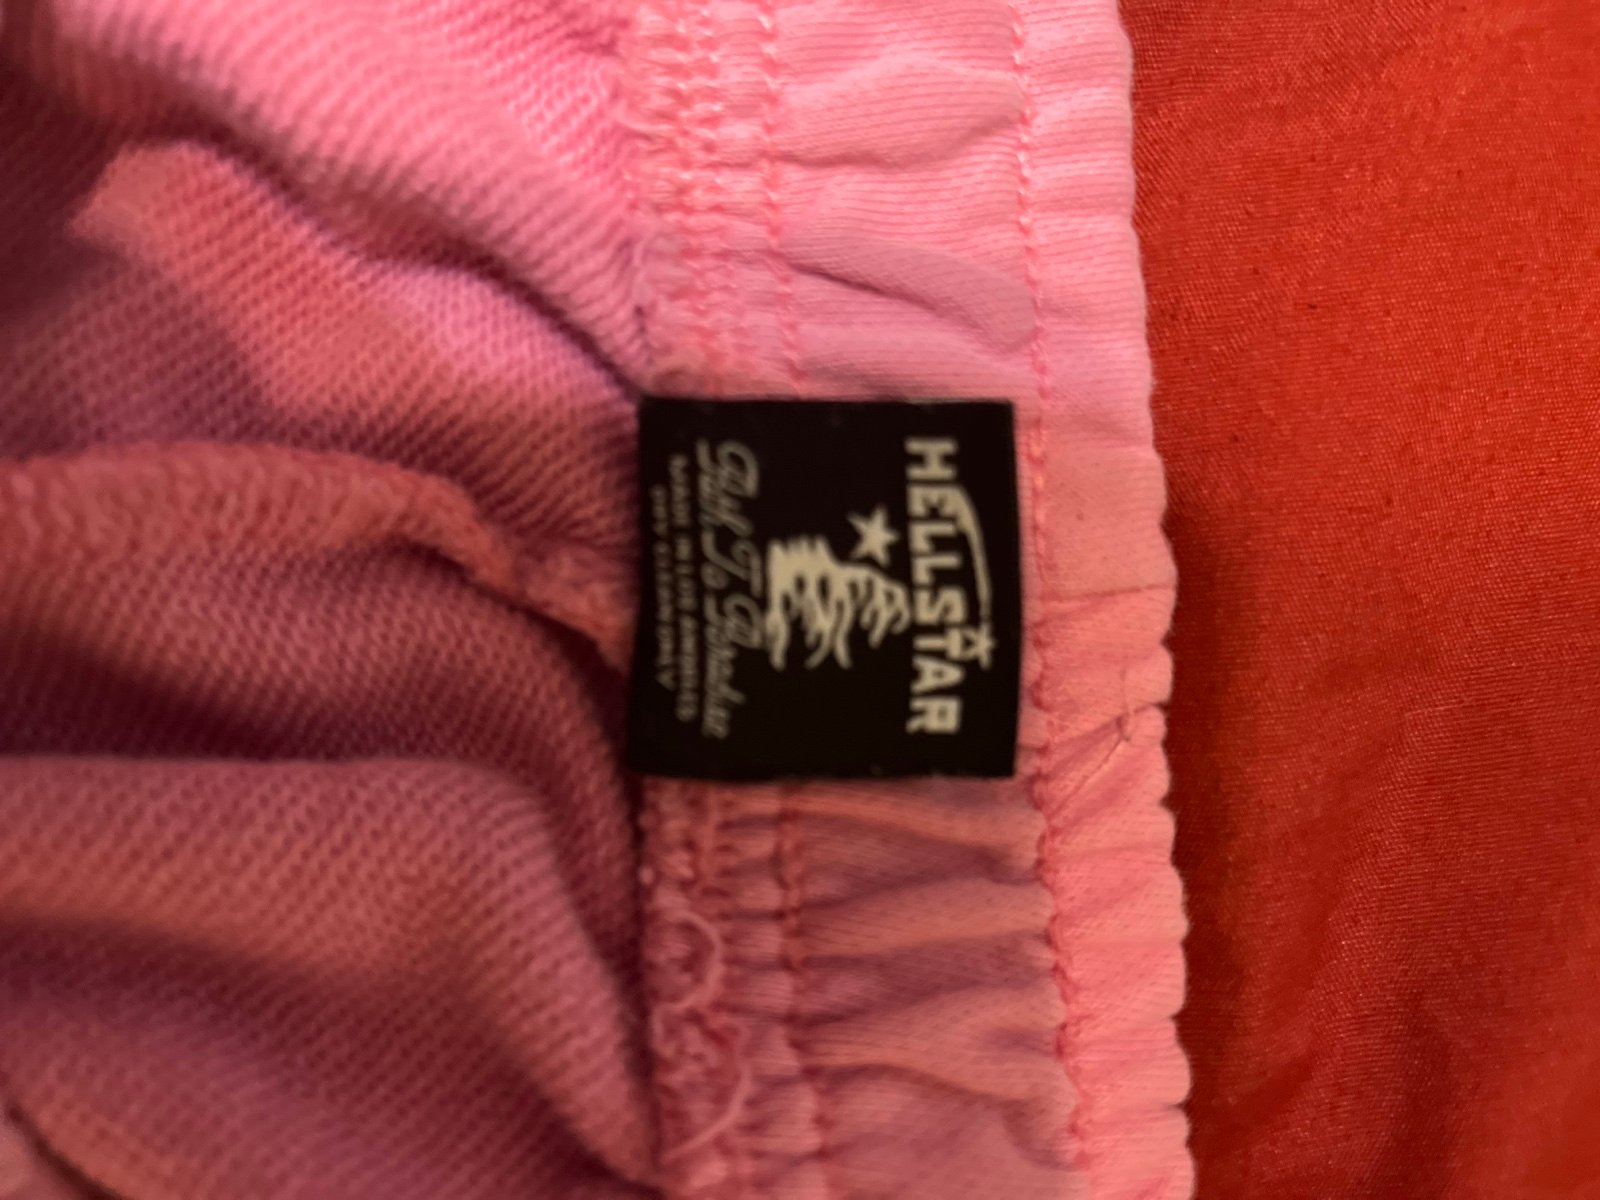 HELLSTAR
Path To Paradise
MADE IN LOS ANGELES
DRY CLEAN ONLY